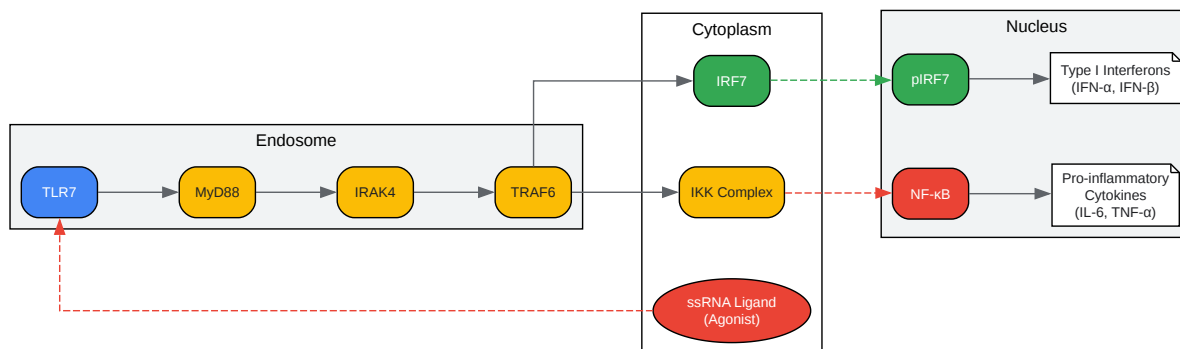 Cytoplasm
Nucleus
IRF7
pIRF7
Type I Interferons
(IFN-α, IFN-β)
Endosome
TLR7
MyD88
IRAK4
TRAF6
IKK Complex
NF-κB
Pro-inflammatory
Cytokines
(IL-6, TNF-α)
ssRNA Ligand
(Agonist)